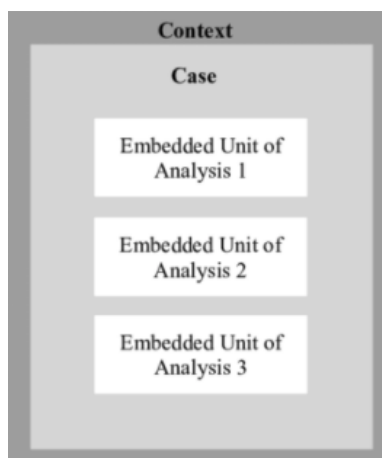 Context
Case
Embedded Unit of
Analysis 1
Embedded Unit of
Analysis 2
Embedded Unit of
Analysis 3